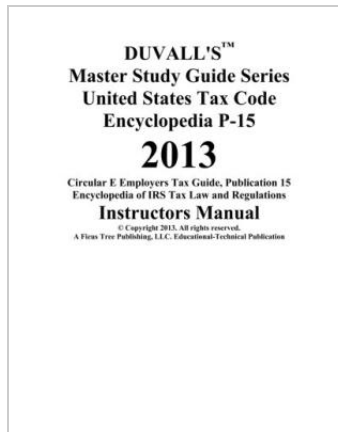 DUVALL'S™
Master Study Guide Series
United States Tax Code
Encyclopedia P-15
2013
Circular E Employers Tax Guide, Publication 15
Encyclopedia of IRS Tax Law and Regulations
Instructors Manual
© Copyright 2013. All rights reserved.
A Ficus Tree Publishing, LLC. Educational-Technical Publication